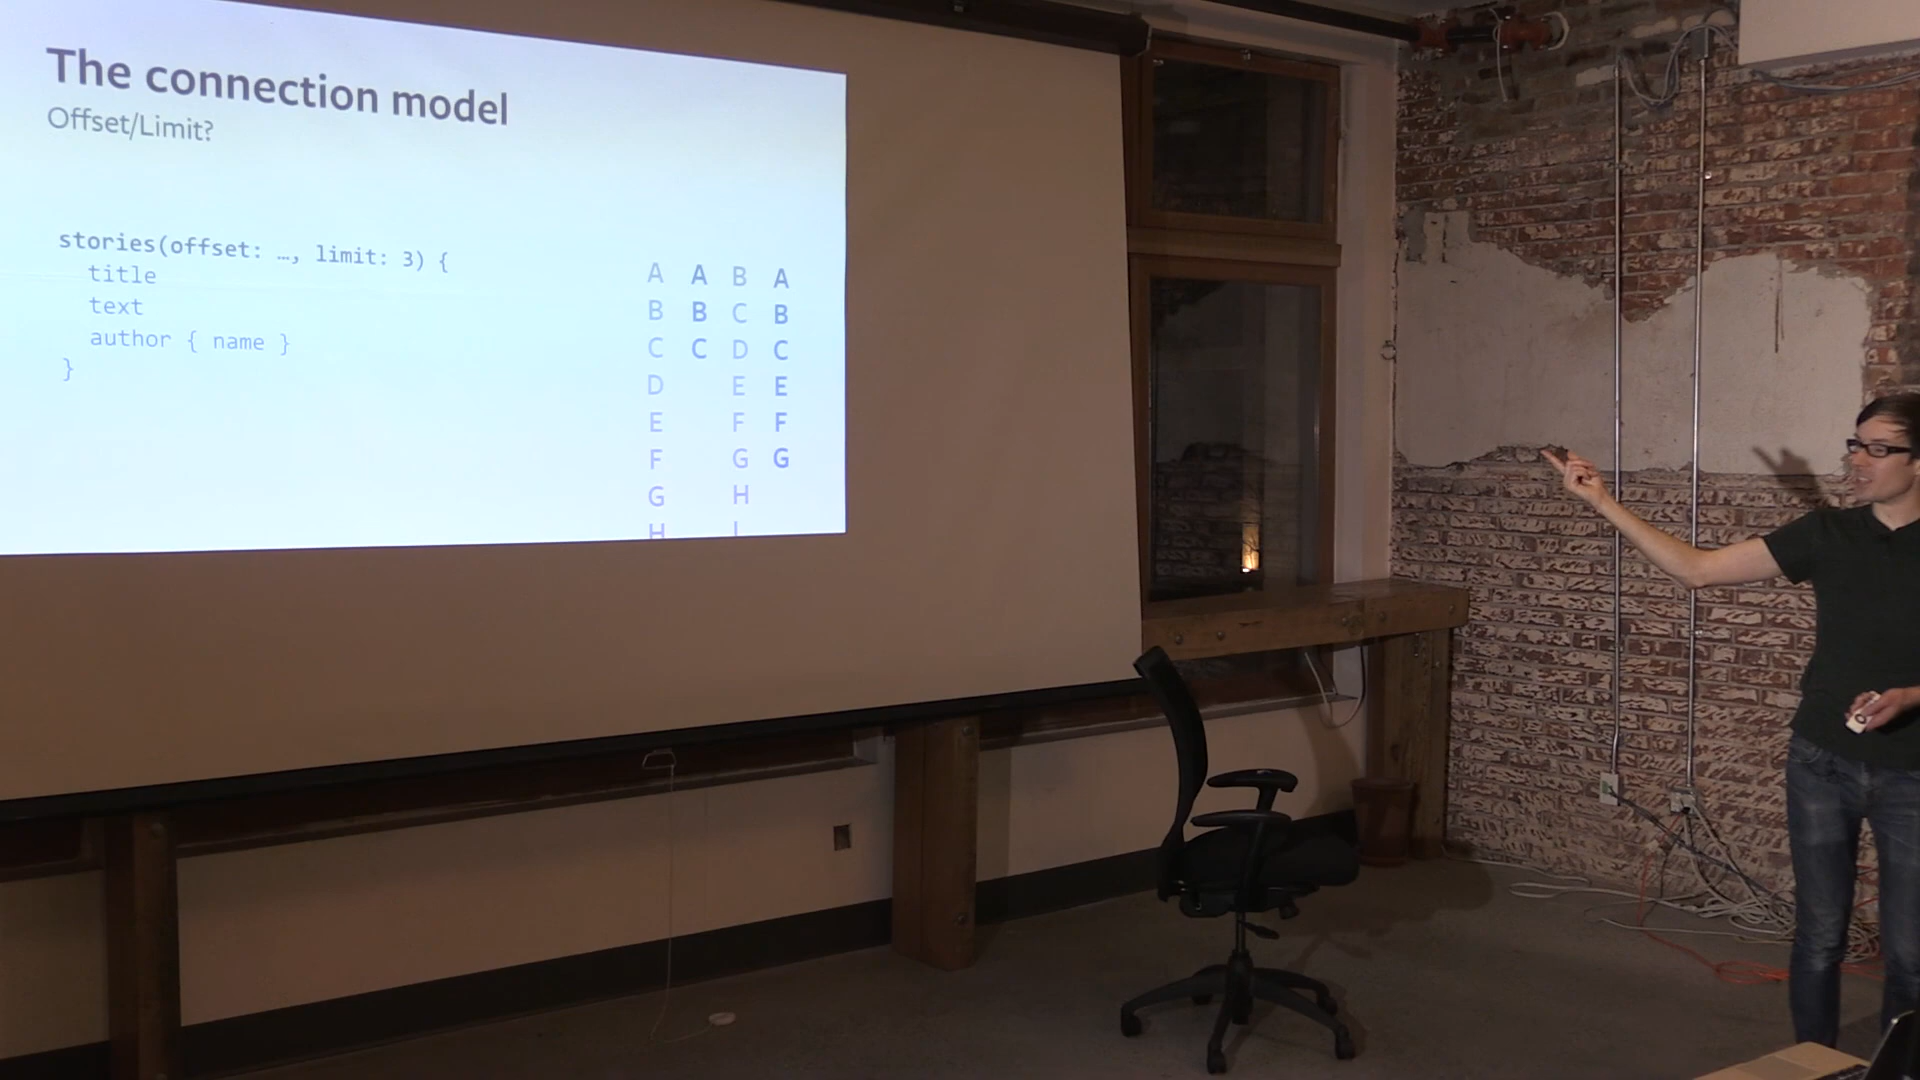 The connection model
Offset/Limit?
stories(offset: …, limit: 3) {
title
text
author { name }
}
A A B A
B B C B
C C D C
D E E
E F F
F G G
G H
H I